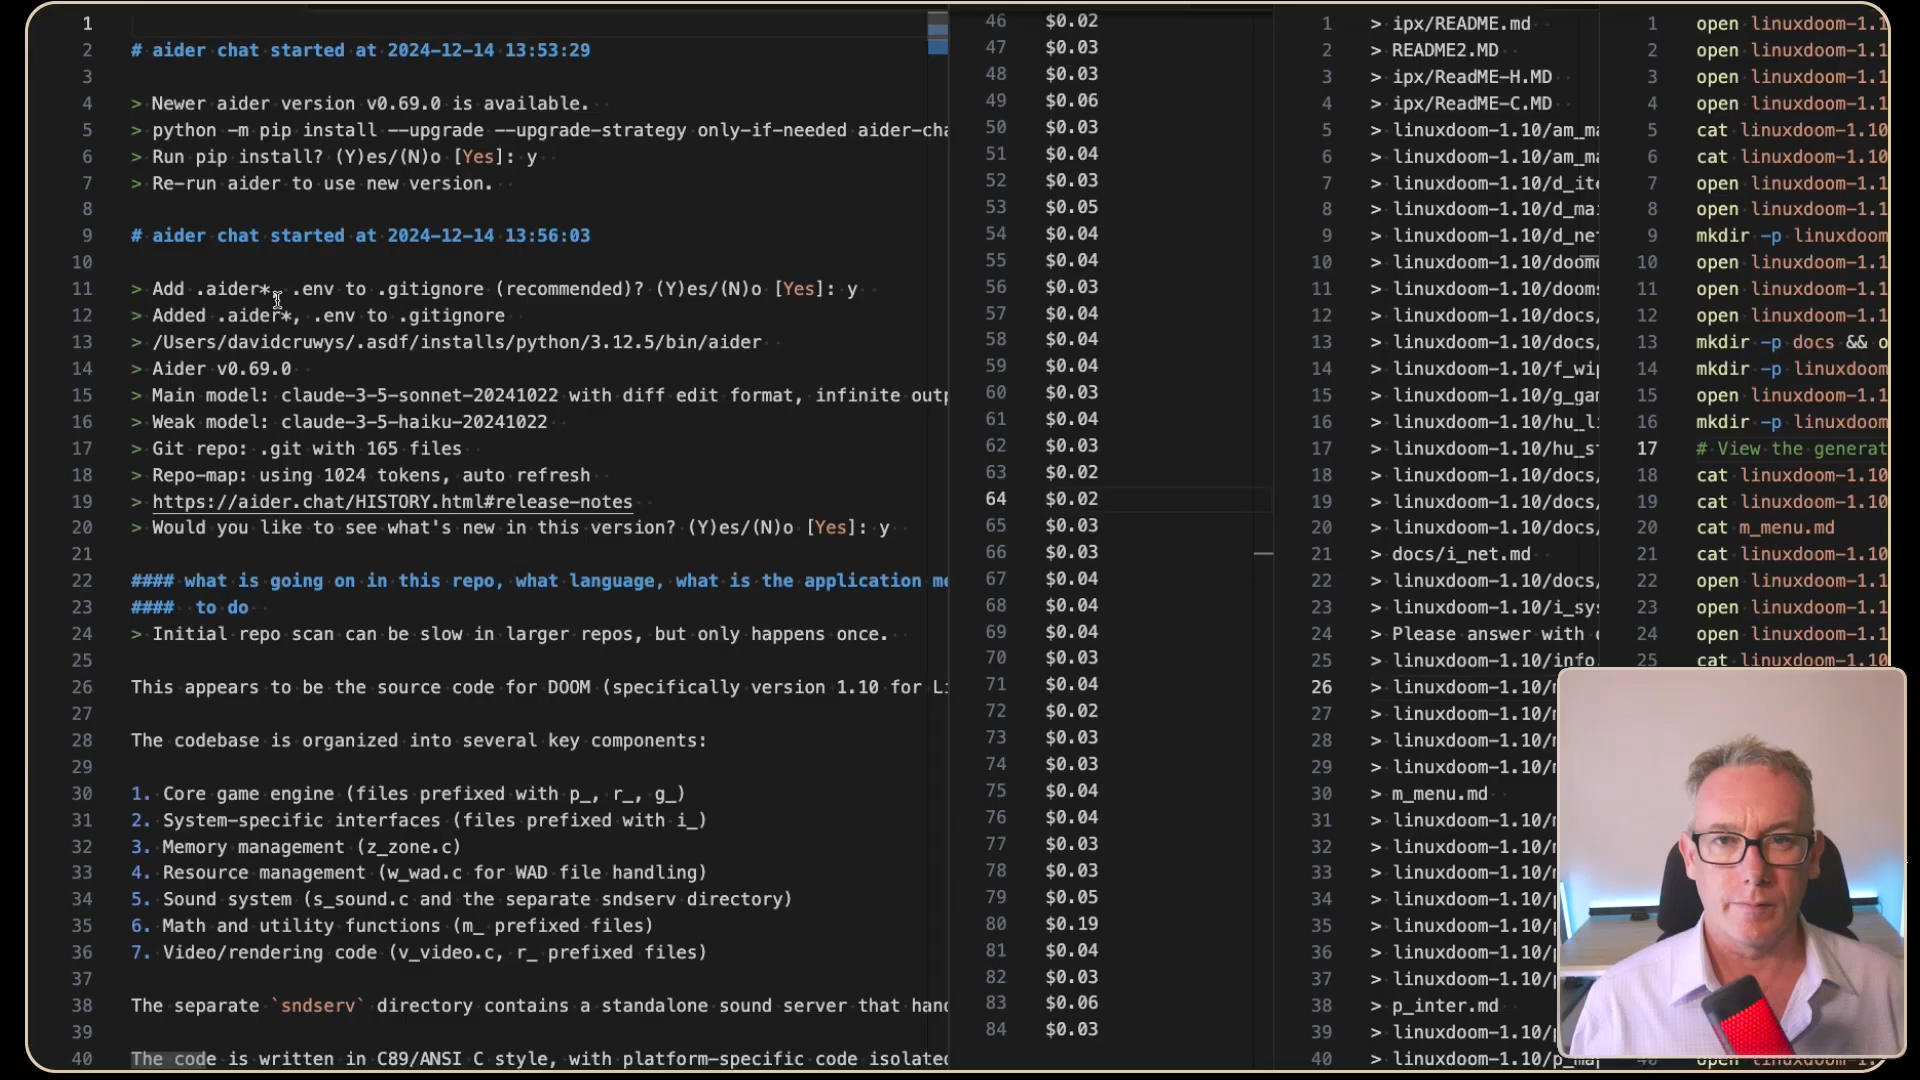 1
2 # aider chat started at 2024-12-14 13:53:29
3
4 > Newer aider version v0.69.0 is available.
5 > python -m pip install --upgrade --upgrade-strategy only-if-needed aider-cha
6 > Run pip install? (Y)es/(N)o [Yes]: y
7 > Re-run aider to use new version.
8
9 # aider chat started at 2024-12-14 13:56:03
10
11 > Add .aider*, .env to .gitignore (recommended)? (Y)es/(N)o [Yes]: y
12 > Added .aider*, .env to .gitignore
13 > /Users/davidcruwys/.asdf/installs/python/3.12.5/bin/aider
14 > Aider v0.69.0
15 > Main model: claude-3-5-sonnet-20241022 with diff edit format, infinite outp
16 > Weak model: claude-3-5-haiku-20241022
17 > Git repo: .git with 165 files
18 > Repo-map: using 1024 tokens, auto refresh
19 > https://aider.chat/HISTORY.html#release-notes
20 > Would you like to see what's new in this version? (Y)es/(N)o [Yes]: y
21
22 #### what is going on in this repo, what language, what is the application me
23 #### to do
24 > Initial repo scan can be slow in larger repos, but only happens once.
25
26 This appears to be the source code for DOOM (specifically version 1.10 for Li
27
28 The codebase is organized into several key components:
29
30 1. Core game engine (files prefixed with p_, r_, g_)
31 2. System-specific interfaces (files prefixed with i_)
32 3. Memory management (z_zone.c)
33 4. Resource management (w_wad.c for WAD file handling)
34 5. Sound system (s_sound.c and the separate sndserv directory)
35 6. Math and utility functions (m_ prefixed files)
36 7. Video/rendering code (v_video.c, r_ prefixed files)
37
38 The separate `sndserv` directory contains a standalone sound server that hand
39
40 The code is written in C89/ANSI C style, with platform-specific code isolated
46 $0.02
47 $0.03
48 $0.03
49 $0.06
50 $0.03
51 $0.04
52 $0.03
53 $0.05
54 $0.04
55 $0.04
56 $0.03
57 $0.04
58 $0.04
59 $0.04
60 $0.03
61 $0.04
62 $0.03
63 $0.02
64 $0.02
65 $0.03
66 $0.03
67 $0.04
68 $0.04
69 $0.04
70 $0.03
71 $0.04
72 $0.02
73 $0.03
74 $0.03
75 $0.04
76 $0.04
77 $0.03
78 $0.03
79 $0.05
80 $0.19
81 $0.04
82 $0.03
83 $0.06
84 $0.03
1 > ipx/README.md
2 > README2.MD
3 > ipx/ReadME-H.MD
4 > ipx/ReadME-C.MD
5 > linuxdoom-1.10/am_ma
6 > linuxdoom-1.10/am_ma
7 > linuxdoom-1.10/d_ite
8 > linuxdoom-1.10/d_mai
9 > linuxdoom-1.10/d_net
10 > linuxdoom-1.10/doomd
11 > linuxdoom-1.10/dooms
12 > linuxdoom-1.10/docs/
13 > linuxdoom-1.10/docs/
14 > linuxdoom-1.10/f_wip
15 > linuxdoom-1.10/g_gam
16 > linuxdoom-1.10/hu_li
17 > linuxdoom-1.10/hu_st
18 > linuxdoom-1.10/docs/
19 > linuxdoom-1.10/docs/
20 > linuxdoom-1.10/docs/
21 > docs/i_net.md
22 > linuxdoom-1.10/docs/
23 > linuxdoom-1.10/i_sys
24 > Please answer with
25 > linuxdoom-1.10/info
26 > linuxdoom-1.10/
27 > linuxdoom-1.10/
28 > linuxdoom-1.10/
29 > linuxdoom-1.10/
30 > m_menu.md
31 > linuxdoom-1.10/
32 > linuxdoom-1.10/
33 > linuxdoom-1.10/
34 > linuxdoom-1.10/
35 > linuxdoom-1.10/
36 > linuxdoom-1.10/
37 > linuxdoom-1.10/
38 > p_inter.md
39 > linuxdoom-1.10/
40 > linuxdoom-1.10/p_map
1 open linuxdoom-1.1
2 open linuxdoom-1.1
3 open linuxdoom-1.1
4 open linuxdoom-1.1
5 cat linuxdoom-1.10
6 cat linuxdoom-1.10
7 open linuxdoom-1.1
8 open linuxdoom-1.1
9 mkdir -p linuxdoom
10 open linuxdoom-1.1
11 open linuxdoom-1.1
12 open linuxdoom-1.1
13 mkdir -p docs && o
14 mkdir -p linuxdoom
15 open linuxdoom-1.1
16 mkdir -p linuxdoom
17 # View the generat
18 cat linuxdoom-1.10
19 cat linuxdoom-1.10
20 cat m_menu.md
21 cat linuxdoom-1.10
22 open linuxdoom-1.1
23 open linuxdoom-1.1
24 open linuxdoom-1.1
25 cat linuxdoom-1.10